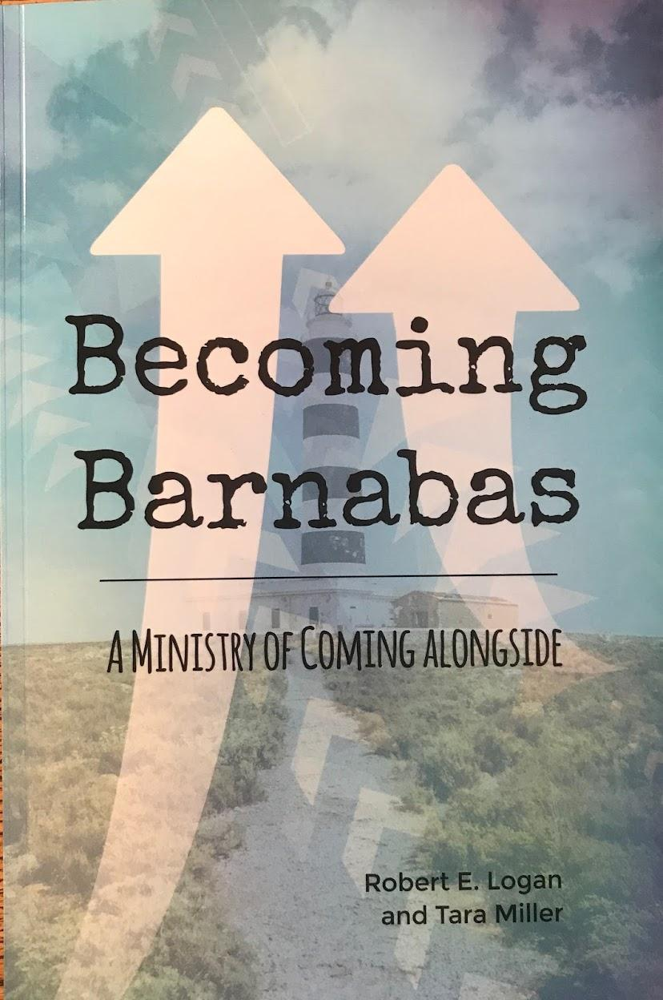 Becoming
Barnabas
A Ministry of Coming alongside
Robert E. Logan
and Tara Miller